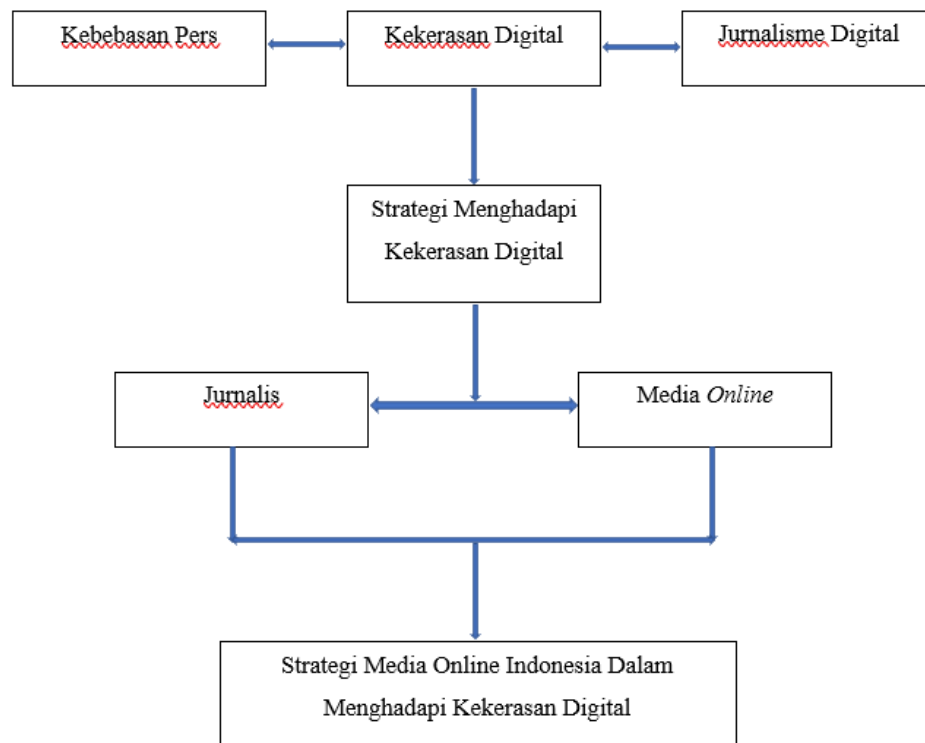 Kebebasan Pers
Kekerasan Digital
Jurnalisme Digital
Strategi Menghadapi
Kekerasan Digital
Jurnalis
Media Online
Strategi Media Online Indonesia Dalam
Menghadapi Kekerasan Digital